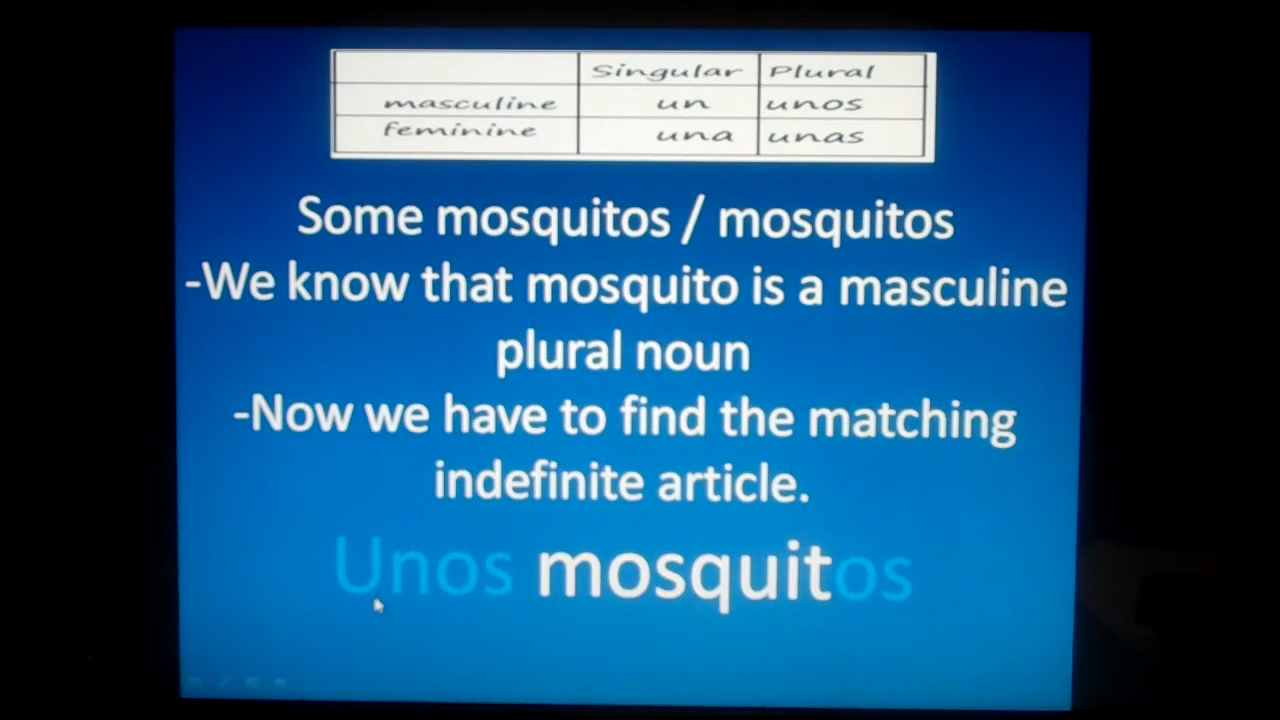 Singular Plural
masculine un unos
feminine una unas
Some mosquitos / mosquitos
-We know that mosquito is a masculine
plural noun
-Now we have to find the matching
indefinite article.
Unos mosquitos